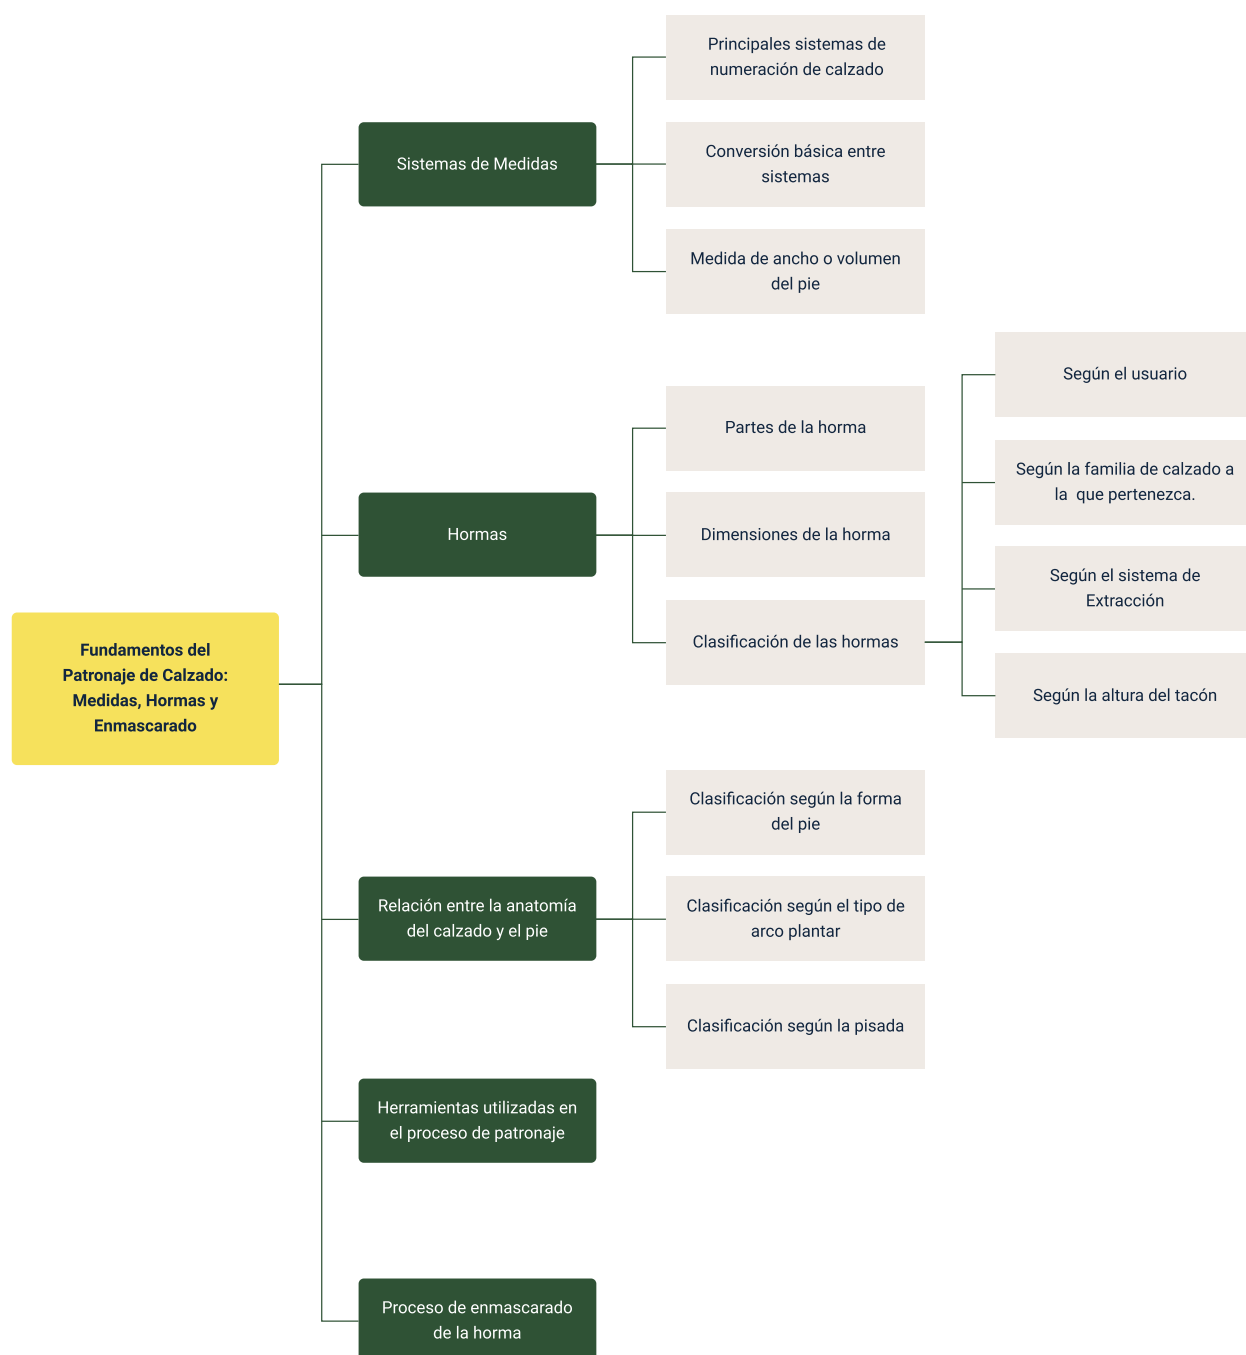 Fundamentos del
Patronaje de Calzado:
Medidas, Hormas y
Enmascarado
Sistemas de Medidas
Principales sistemas de
numeración de calzado
Conversión básica entre
sistemas
Medida de ancho o volumen
del pie
Hormas
Partes de la horma
Dimensiones de la horma
Clasificación de las hormas
Según el usuario
Según la familia de calzado a
la  que pertenezca.
Según el sistema de
Extracción
Según la altura del tacón
Relación entre la anatomía
del calzado y el pie
Clasificación según la forma
del pie
Clasificación según el tipo de
arco plantar
Clasificación según la pisada
Herramientas utilizadas en
el proceso de patronaje
Proceso de enmascarado
de la horma